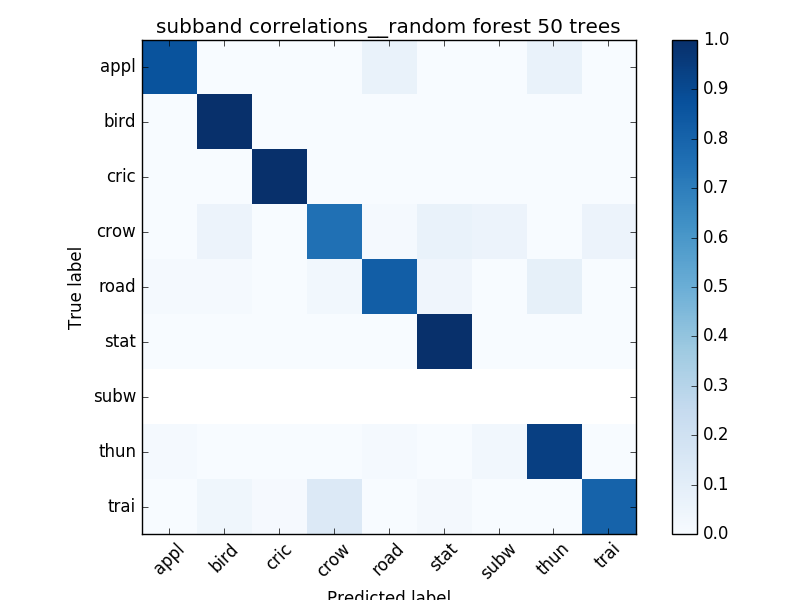 subband correlations__random forest 50 trees
True label
appl
bird
cric
crow
road
stat
subw
thun
trai
appl
bird
cric
crow
road
stat
subw
thun
trai
Predicted label
1.0
0.9
0.8
0.7
0.6
0.5
0.4
0.3
0.2
0.1
0.0